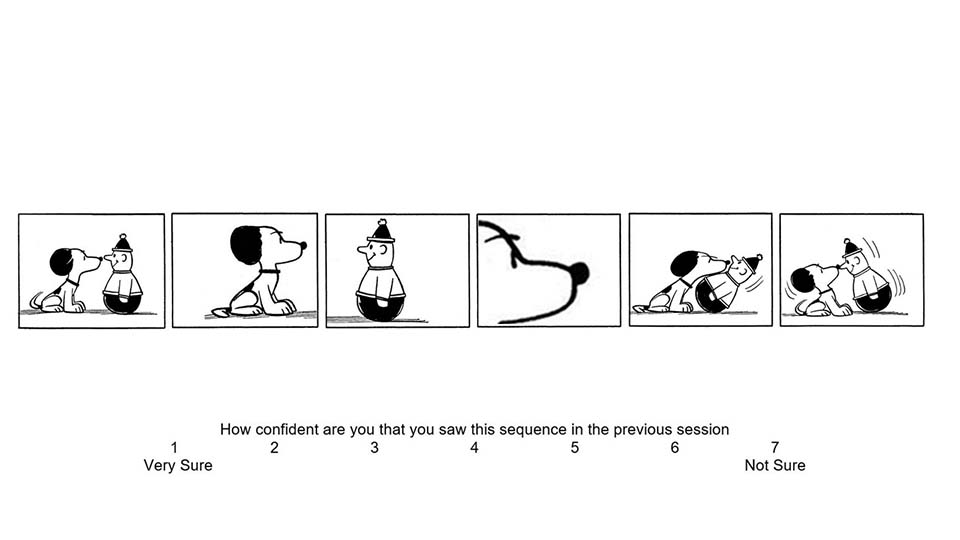 How confident are you that you saw this sequence in the previous session
1 2 3 4 5 6 7
Very Sure Not Sure